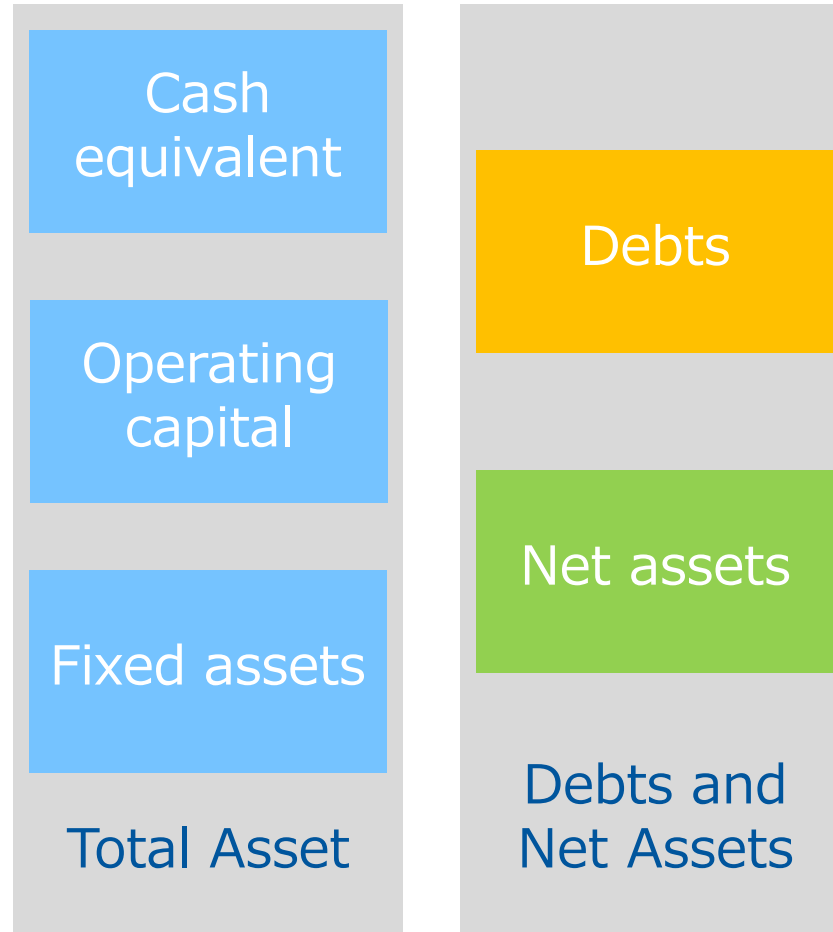 Cash
equivalent
Operating
capital
Fixed assets
Total Asset
Debts
Net assets
Debts and
Net Assets